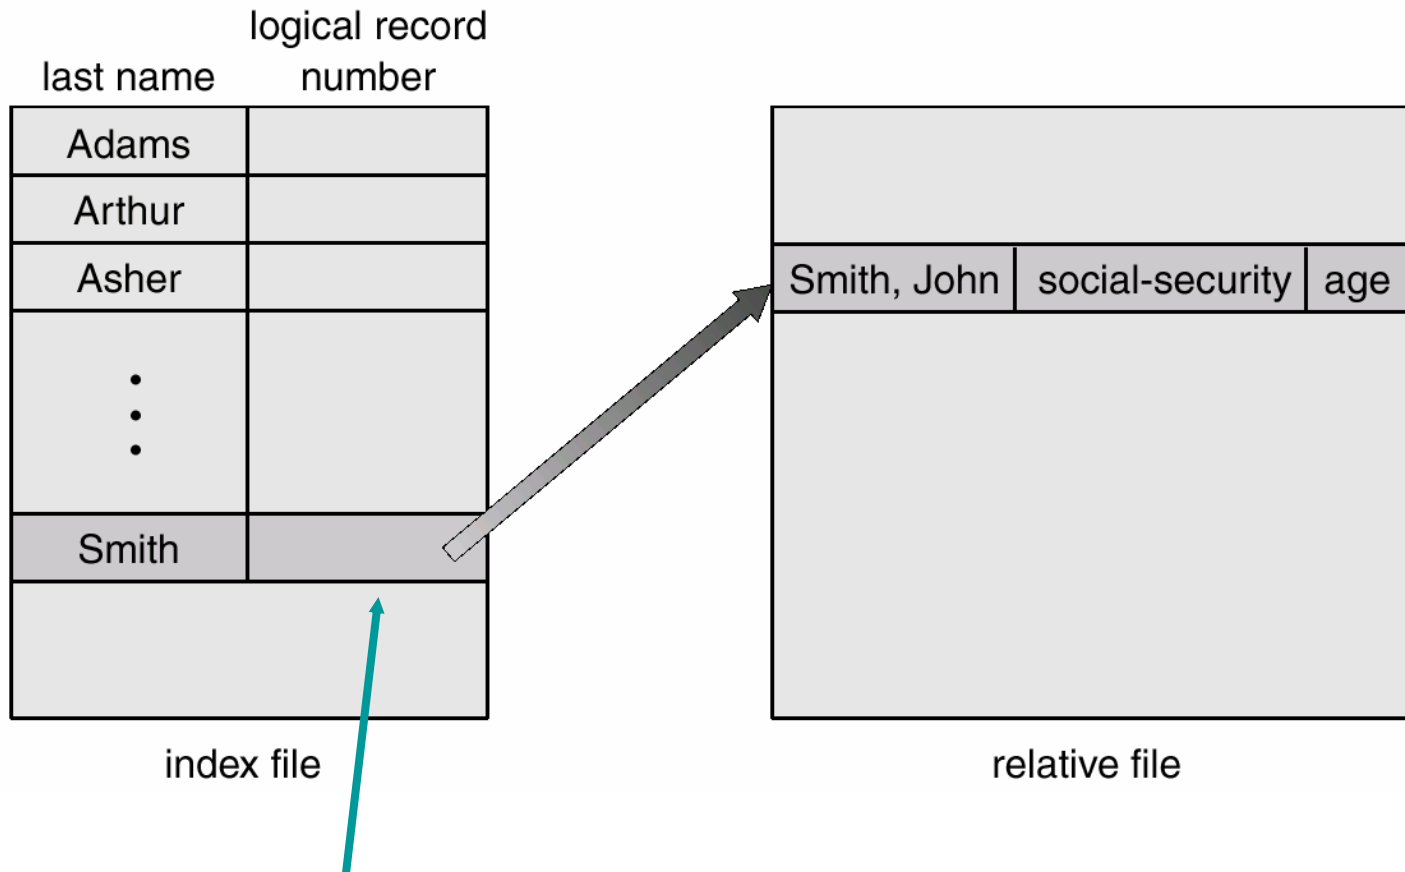 logical record
last name number
Adams
Arthur
Asher
Smith
Smith, John social-security age
index file relative file